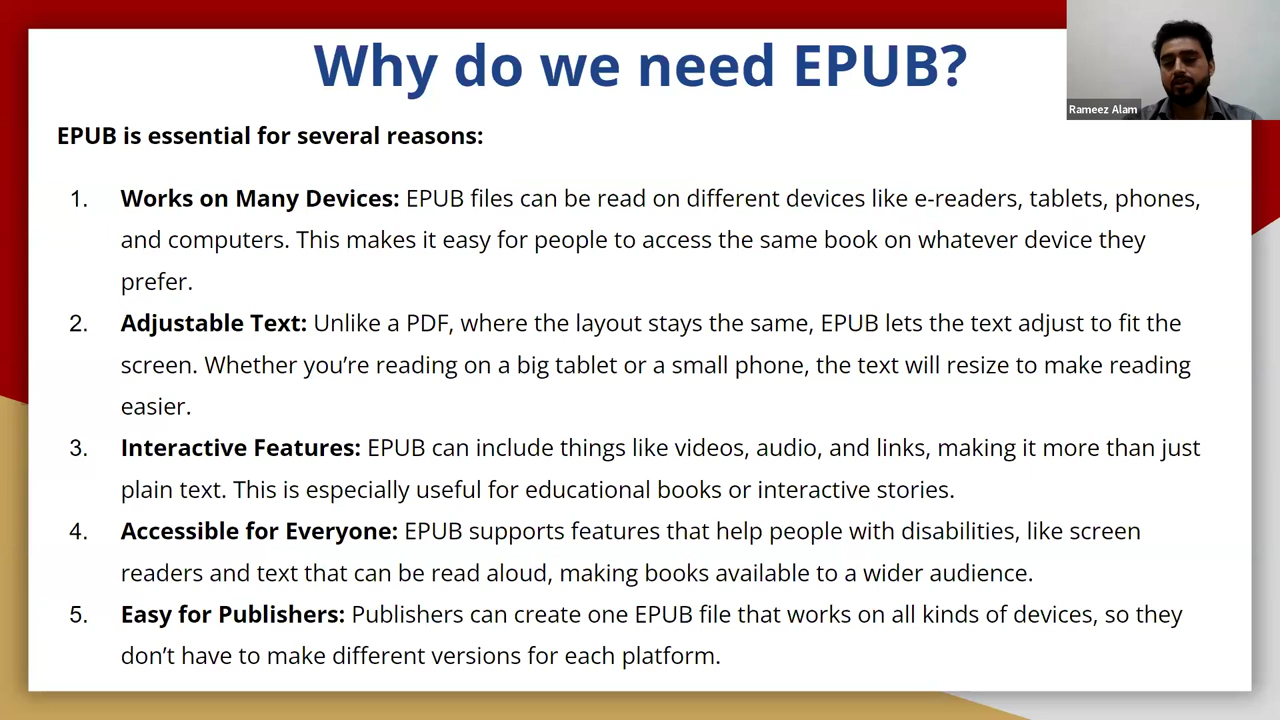 Why do we need EPUB?
Rameez Alam
EPUB is essential for several reasons:
1. Works on Many Devices: EPUB files can be read on different devices like e-readers, tablets, phones,
and computers. This makes it easy for people to access the same book on whatever device they
prefer.
2. Adjustable Text: Unlike a PDF, where the layout stays the same, EPUB lets the text adjust to fit the
screen. Whether you’re reading on a big tablet or a small phone, the text will resize to make reading
easier.
3. Interactive Features: EPUB can include things like videos, audio, and links, making it more than just
plain text. This is especially useful for educational books or interactive stories.
4. Accessible for Everyone: EPUB supports features that help people with disabilities, like screen
readers and text that can be read aloud, making books available to a wider audience.
5. Easy for Publishers: Publishers can create one EPUB file that works on all kinds of devices, so they
don’t have to make different versions for each platform.